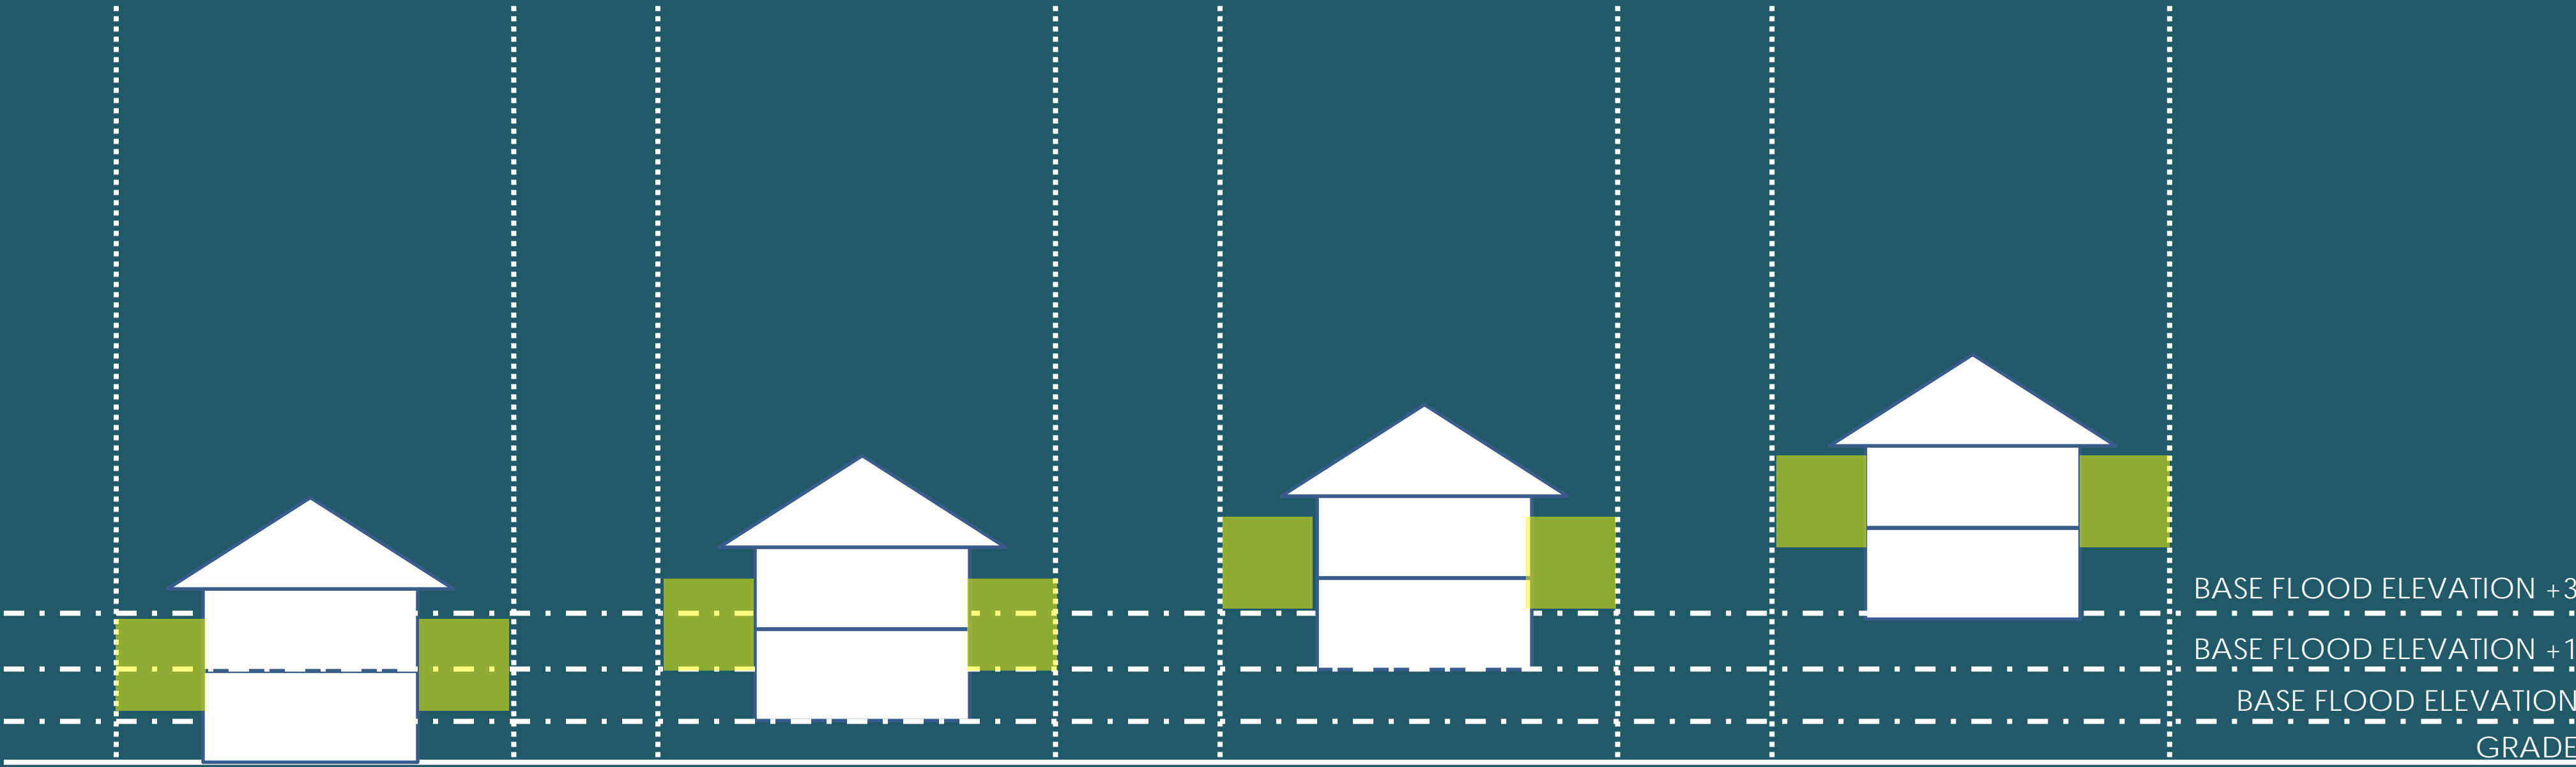 BASE FLOOD ELEVATION +3
BASE FLOOD ELEVATION +1
BASE FLOOD ELEVATION
GRADE